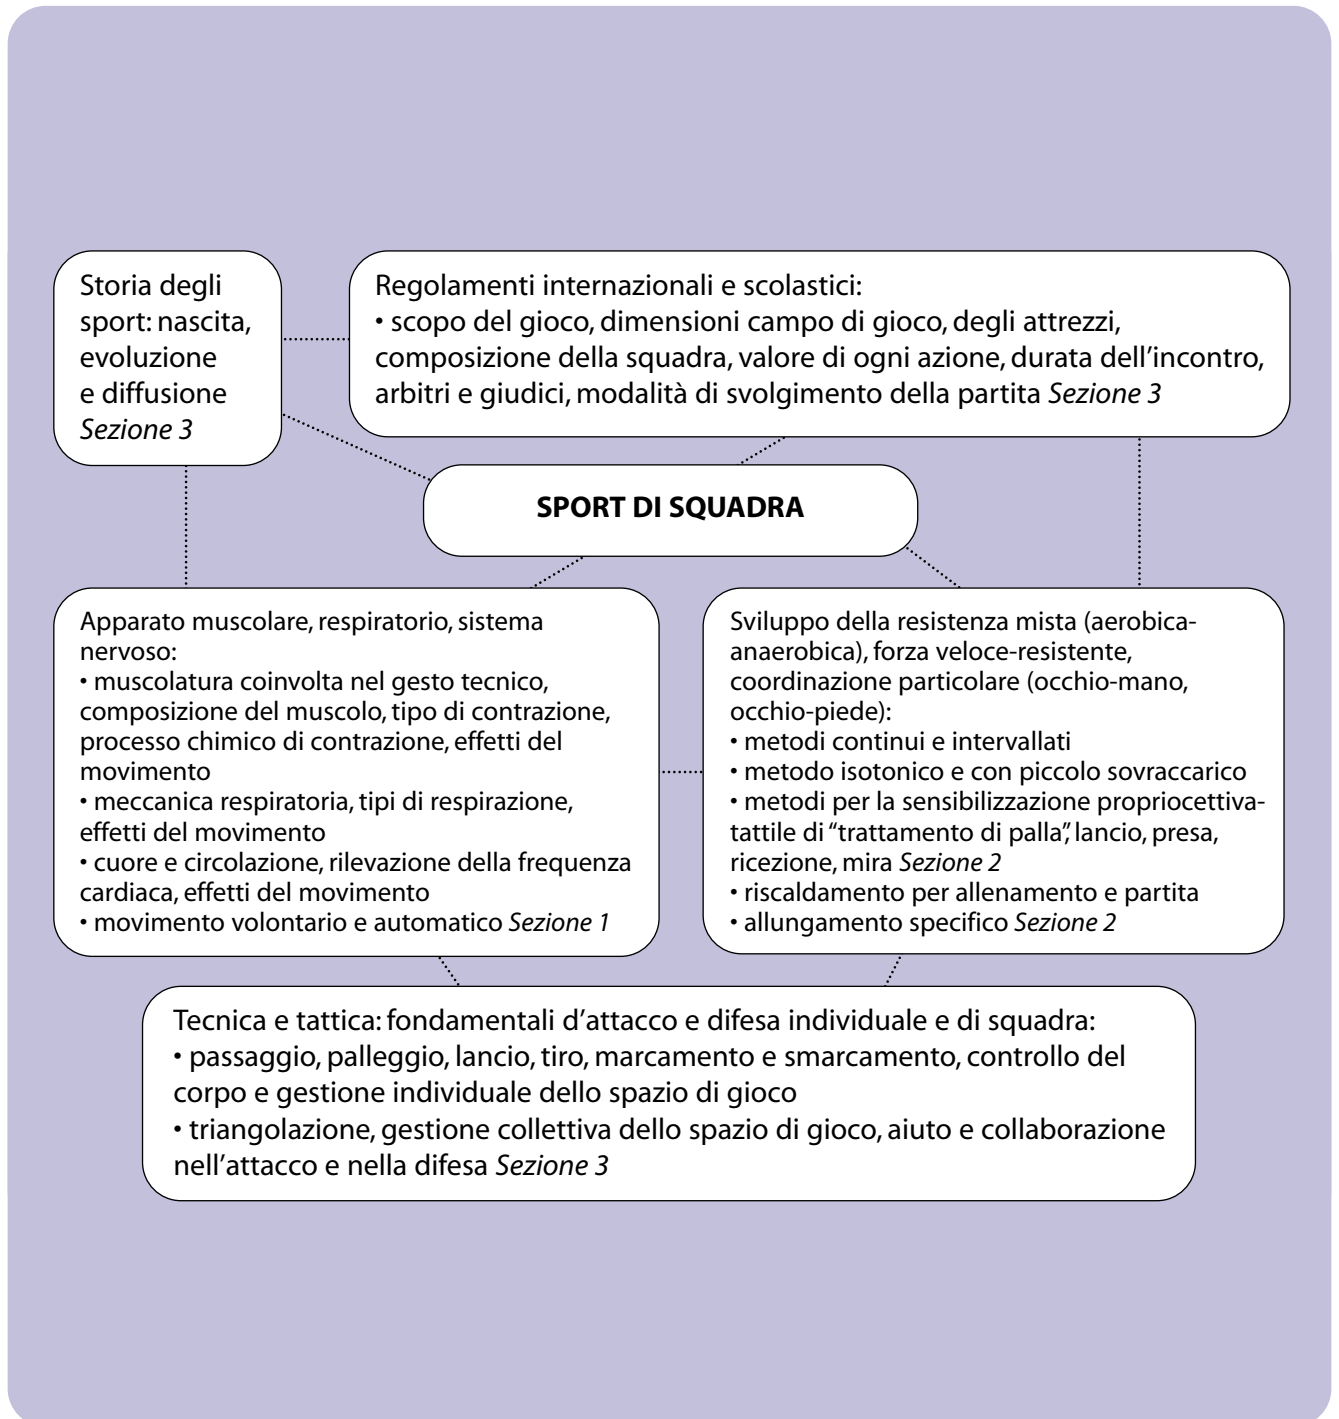 Storia degli
sport: nascita,
evoluzione
e diffusione
Sezione 3
Regolamenti internazionali e scolastici:
• scopo del gioco, dimensioni campo di gioco, degli attrezzi,
composizione della squadra, valore di ogni azione, durata dell'incontro,
arbitri e giudici, modalità di svolgimento della partita Sezione 3
SPORT DI SQUADRA
Apparato muscolare, respiratorio, sistema
nervoso:
• muscolatura coinvolta nel gesto tecnico,
composizione del muscolo, tipo di contrazione,
processo chimico di contrazione, effetti del
movimento
• meccanica respiratoria, tipi di respirazione,
effetti del movimento
• cuore e circolazione, rilevazione della frequenza
cardiaca, effetti del movimento
• movimento volontario e automatico Sezione 1
Sviluppo della resistenza mista (aerobica-
anaerobica), forza veloce-resistente,
coordinazione particolare (occhio-mano,
occhio-piede):
• metodi continui e intervallati
• metodo isotonico e con piccolo sovraccarico
• metodi per la sensibilizzazione propriocettiva-
tattile di “trattamento di palla”, lancio, presa,
ricezione, mira Sezione 2
• riscaldamento per allenamento e partita
• allungamento specifico Sezione 2
Tecnica e tattica: fondamentali d'attacco e difesa individuale e di squadra:
• passaggio, palleggio, lancio, tiro, marcamento e smarcamento, controllo del
corpo e gestione individuale dello spazio di gioco
• triangolazione, gestione collettiva dello spazio di gioco, aiuto e collaborazione
nell'attacco e nella difesa Sezione 3